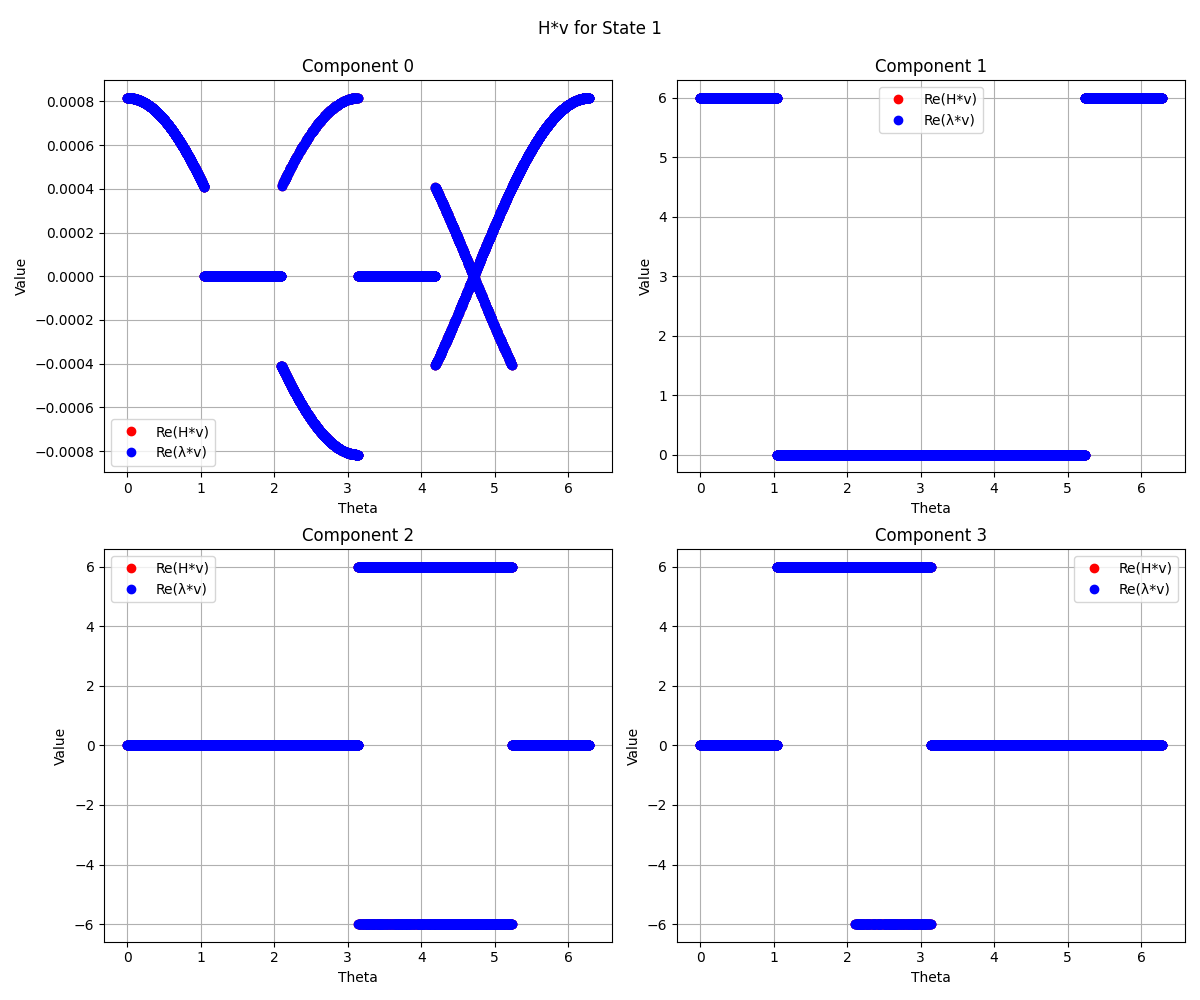 H*v for State 1
Component 0
0.0008
0.0006
0.0004
0.0002
0.0000
−0.0002
−0.0004
−0.0006
−0.0008
Value
Re(H*v)
Re(λ*v)
0 1 2 3 4 5 6
Theta
Component 1
6
5
4
3
2
1
0
Value
Re(H*v)
Re(λ*v)
0 1 2 3 4 5 6
Theta
Component 2
6
4
2
0
−2
−4
−6
Value
Re(H*v)
Re(λ*v)
0 1 2 3 4 5 6
Theta
Component 3
6
4
2
0
−2
−4
−6
Value
Re(H*v)
Re(λ*v)
0 1 2 3 4 5 6
Theta